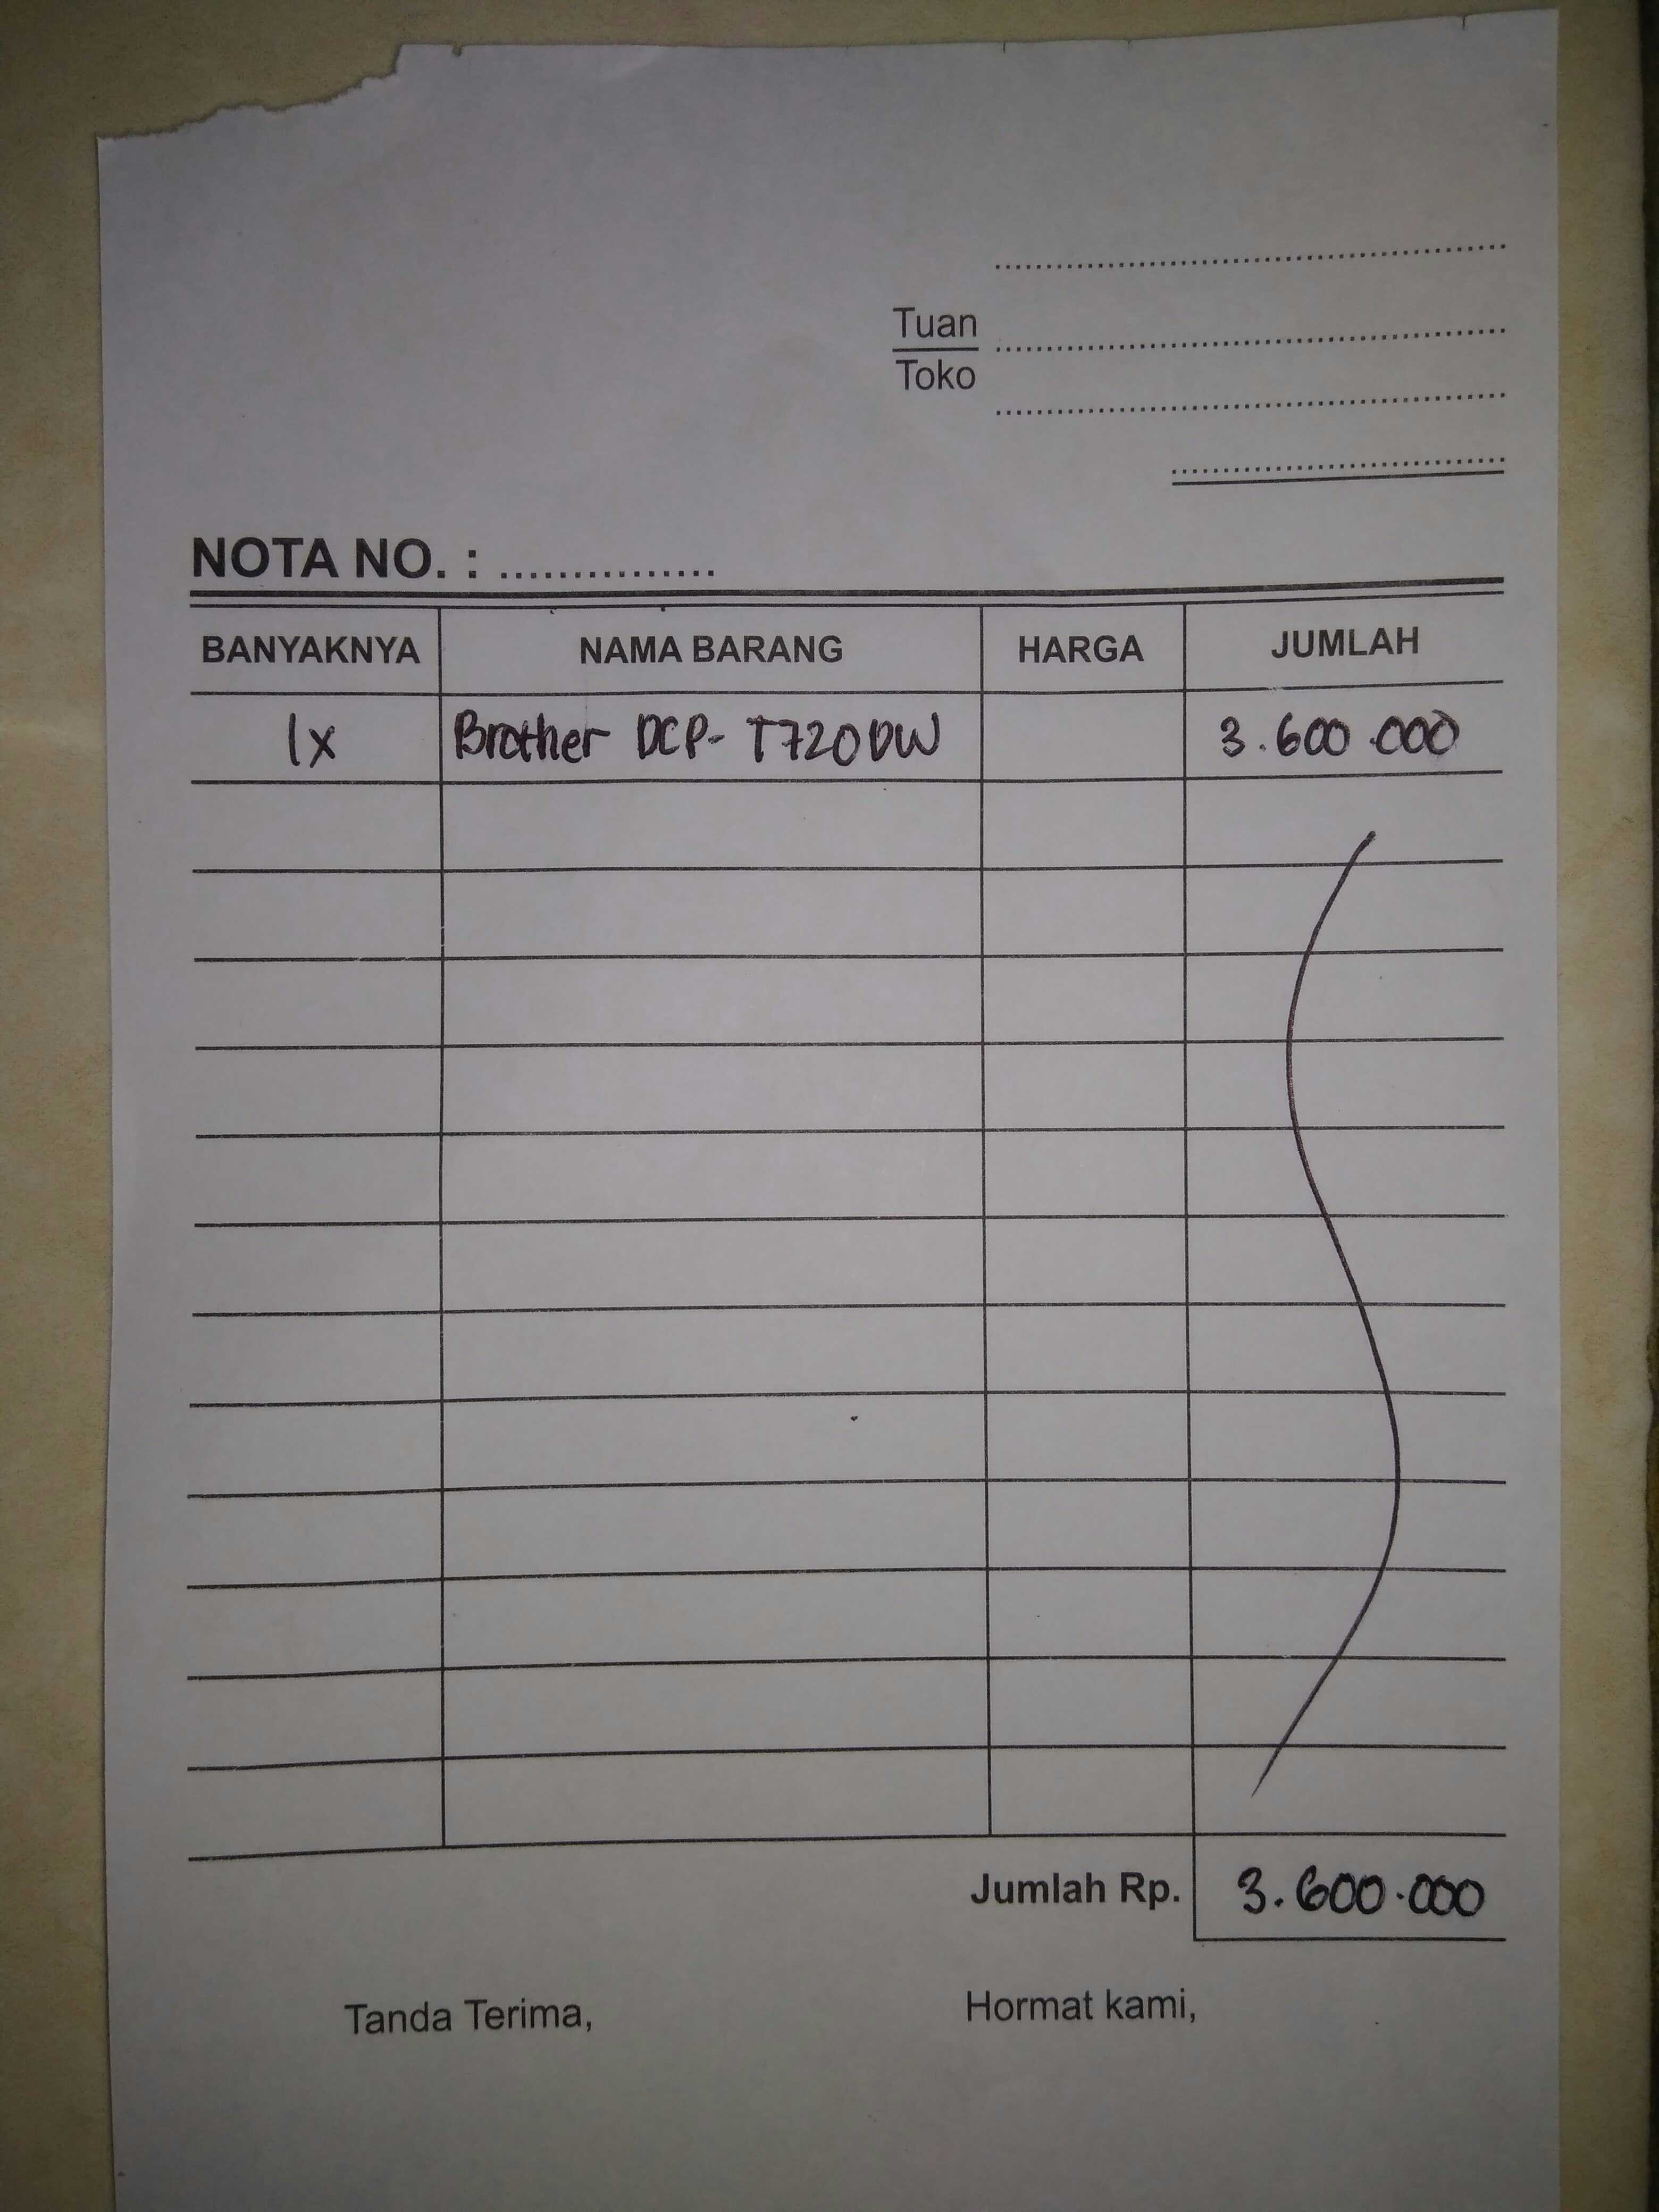 Tuan
Toko
NOTA NO. : ...............
BANYAKNYA NAMA BARANG HARGA JUMLAH
1x Brother DCP- T720DW 3.600.000
Jumlah Rp. 3.600.000
Tanda Terima, Hormat kami,